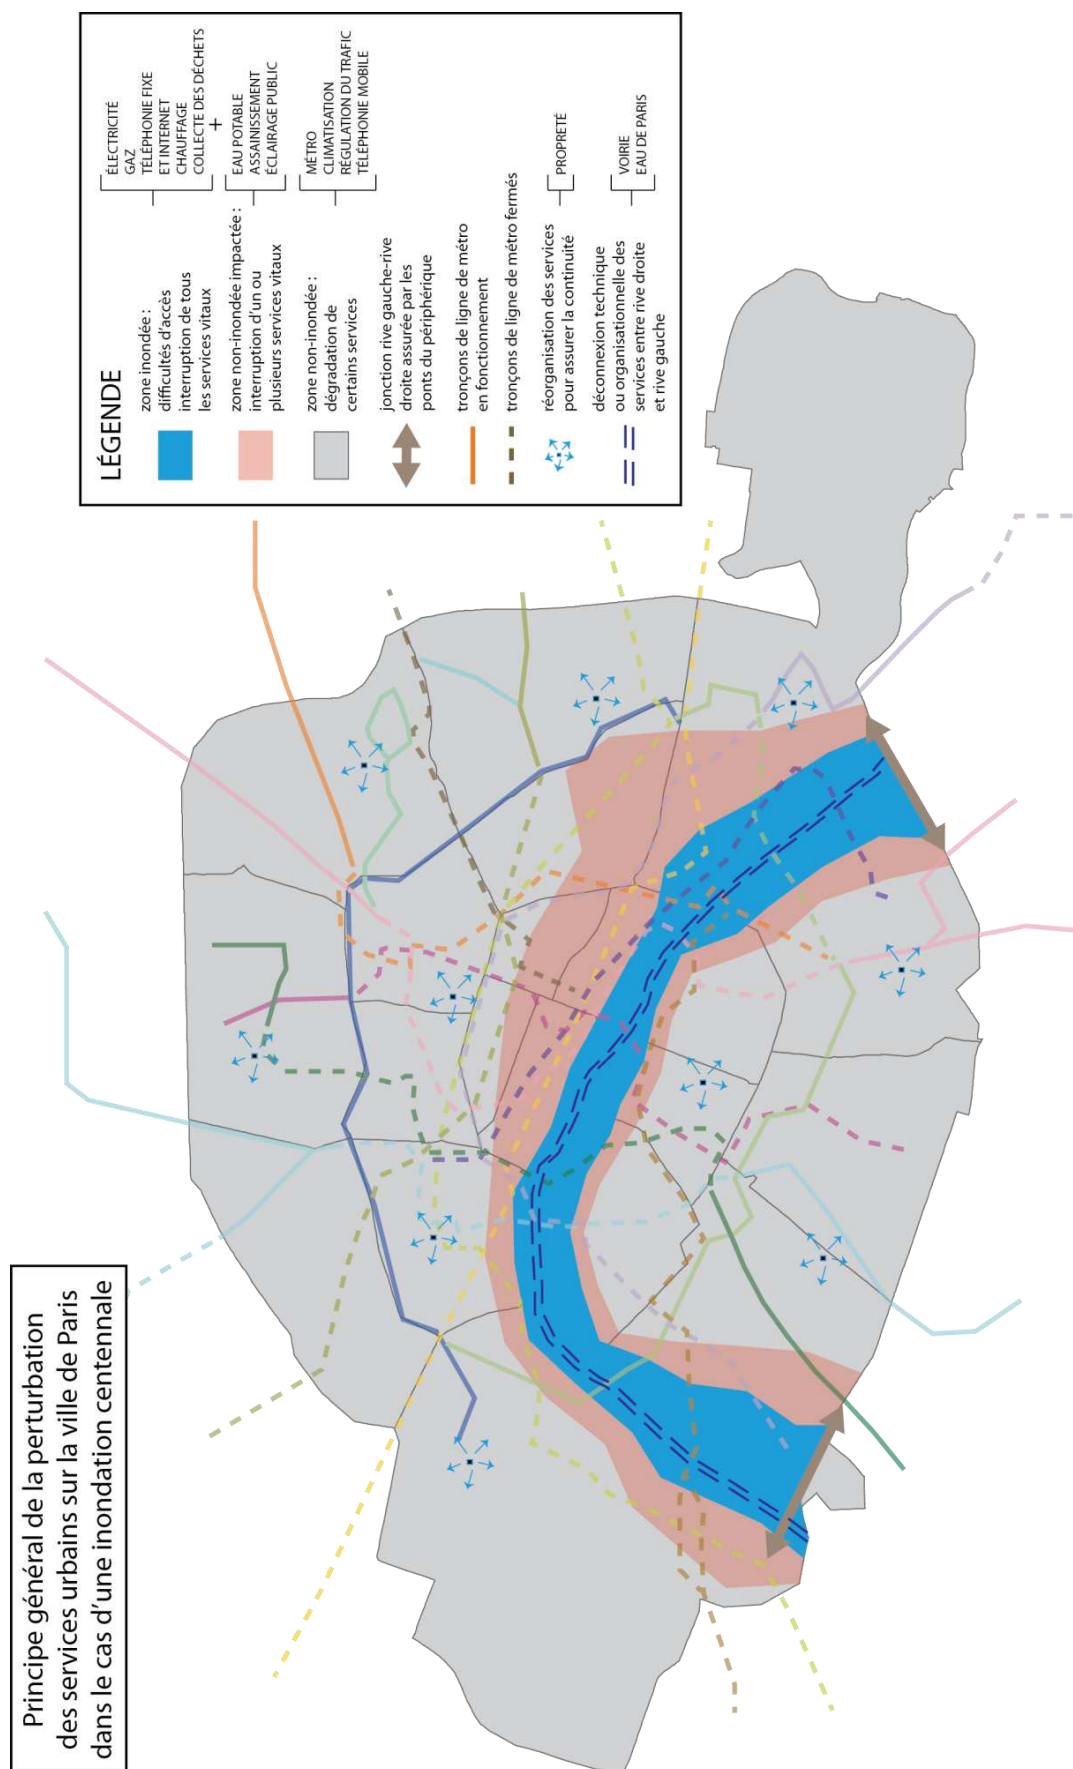 Principe général de la perturbation
des services urbains sur la ville de Paris
dans le cas d'une inondation centennale
LÉGENDE
zone inondée :
difficultés d'accès
interruption de tous
les services vitaux
ÉLECTRICITÉ
GAZ
TÉLÉPHONIE FIXE
ET INTERNET
CHAUFFAGE
COLLECTE DES DÉCHETS
+
zone non-inondée impactée :
interruption d'un ou
plusieurs services vitaux
EAU POTABLE
ASSAINISSEMENT
ÉCLAIRAGE PUBLIC
zone non-inondée :
dégradation de
certains services
MÉTRO
CLIMATISATION
RÉGULATION DU TRAFIC
TÉLÉPHONIE MOBILE
jonction rive gauche-rive
droite assurée par les
ponts du périphérique
tronçons de ligne de métro
en fonctionnement
tronçons de ligne de métro fermés
réorganisation des services
pour assurer la continuité
PROPRETÉ
déconnexion technique
ou organisationnelle des
services entre rive droite
et rive gauche
VOIRIE
EAU DE PARIS